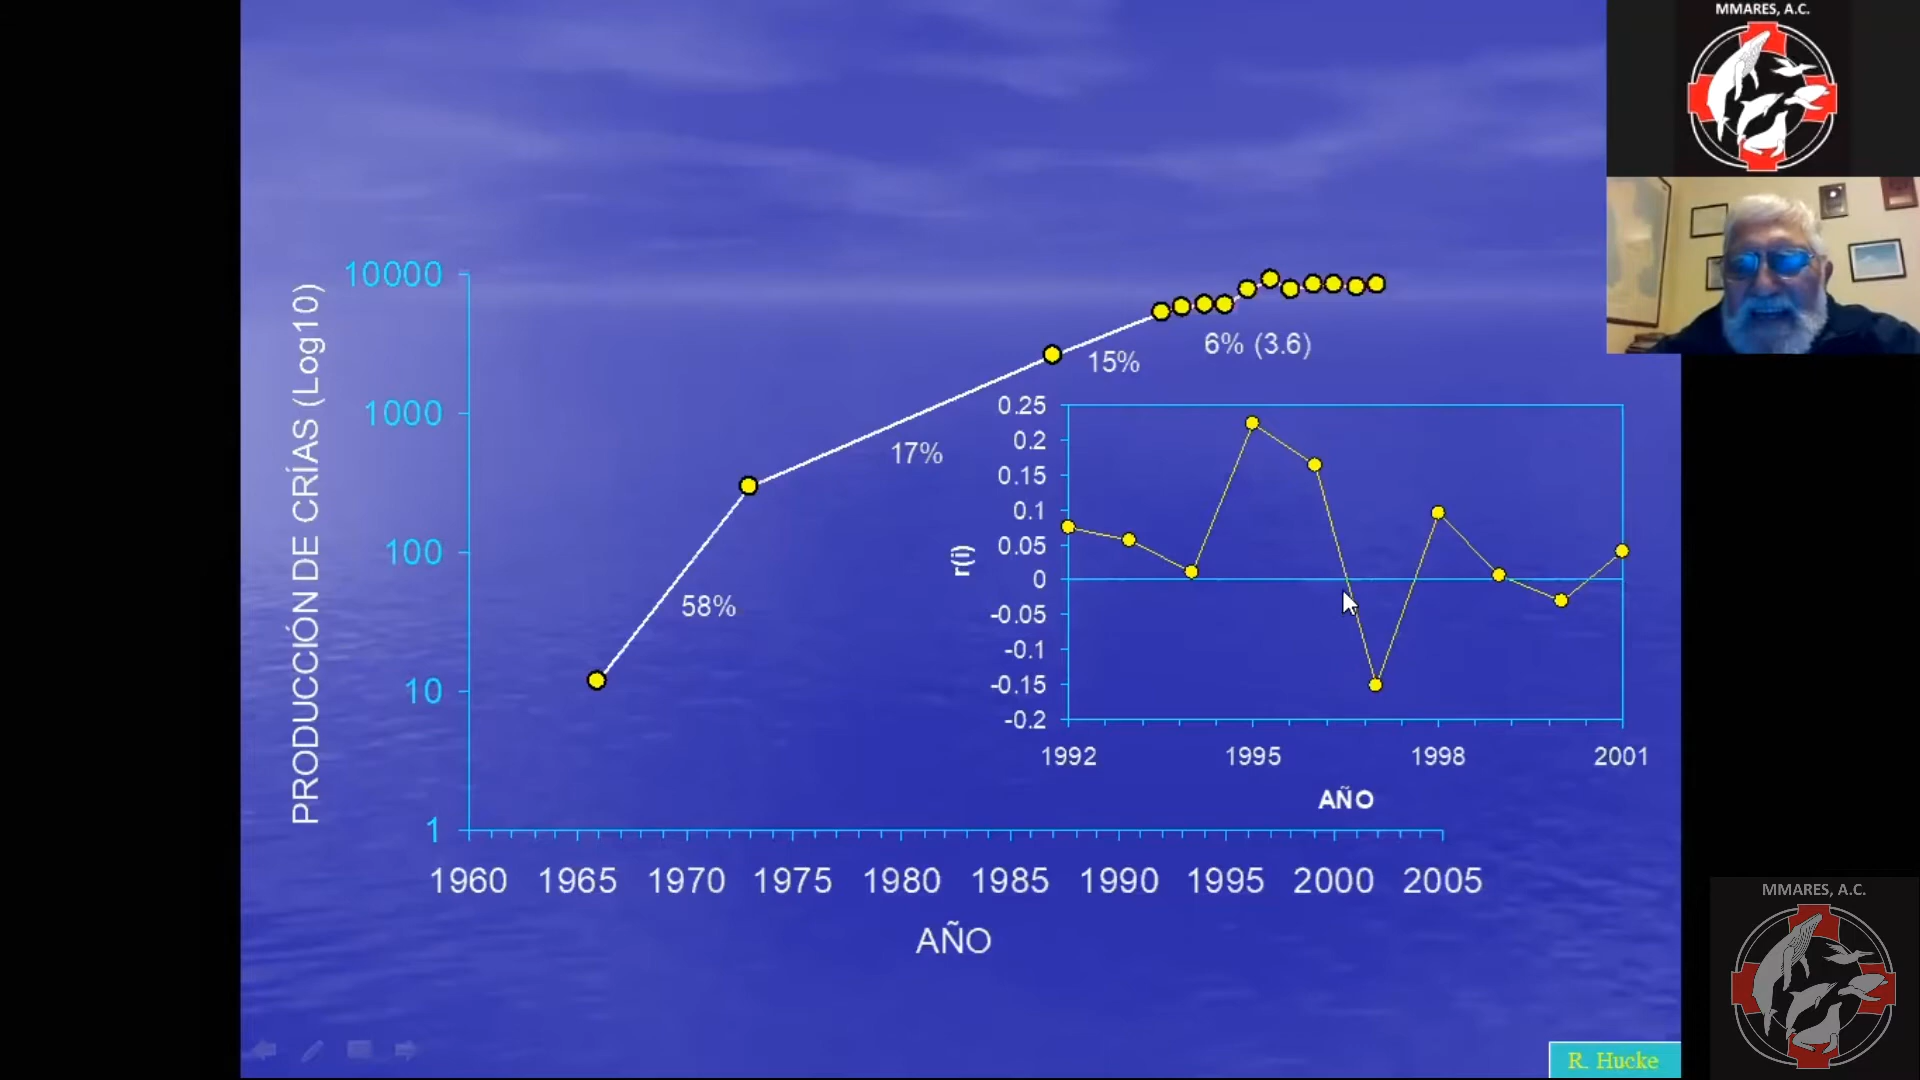 MMARES, A.C.
PRODUCCIÓN DE CRÍAS (Log10)
10000
1000
100
10
1
58%
17%
15%
6% (3.6)
1960 1965 1970 1975 1980 1985 1990 1995 2000 2005
AÑO
r(i)
0.25
0.2
0.15
0.1
0.05
0
-0.05
-0.1
-0.15
-0.2
1992 1995 1998 2001
AÑO
MMARES, A.C.
R. Hucke